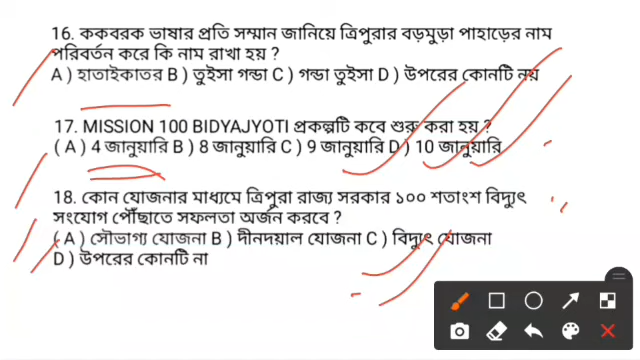 16. ককবরক ভাষার প্রতি সম্মান জানিয়ে ত্রিপুরার বড়মুড়া পাহাড়ের নাম
পরিবর্তন করে কি নাম রাখা হয় ?
A ) হাতাইকাতর B ) তুইসা গন্ডা C ) গন্ডা তুইসা D ) উপরের কোনটি নয়
17. MISSION 100 BIDYAJYOTI প্রকল্পটি কবে শুরু করা হয় ?
( A ) 4 জানুয়ারি B ) 8 জানুয়ারি C ) 9 জানুয়ারি D ) 10 জানুয়ারি
18. কোন যোজনার মাধ্যমে ত্রিপুরা রাজ্য সরকার ১০০ শতাংশ বিদ্যুৎ
সংযোগ পৌঁছাতে সফলতা অর্জন করবে ?
( A ) সৌভাগ্য যোজনা B ) দীনদয়াল যোজনা C ) বিদ্যুৎ যোজনা
D ) উপরের কোনটি না